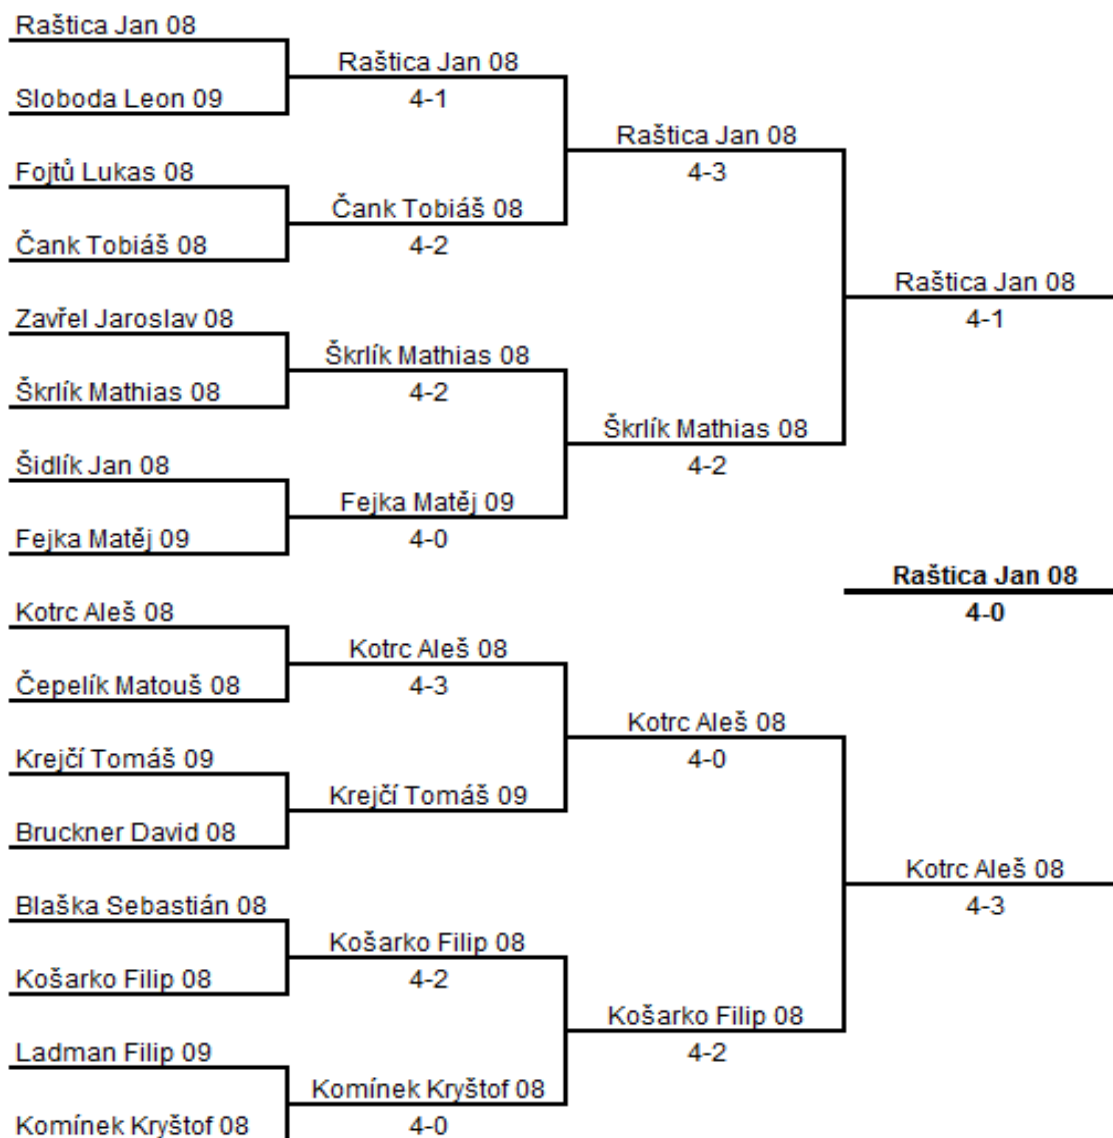 Raštica Jan 08
Raštica Jan 08
4-1
Sloboda Leon 09
Raštica Jan 08
4-3
Fojtů Lukas 08
Čank Tobiáš 08
4-2
Čank Tobiáš 08
Raštica Jan 08
4-1
Zavřel Jaroslav 08
Škrlík Mathias 08
4-2
Škrlík Mathias 08
Škrlík Mathias 08
4-2
Šidlík Jan 08
Fejka Matěj 09
4-0
Fejka Matěj 09
Raštica Jan 08
4-0
Kotrc Aleš 08
Kotrc Aleš 08
4-3
Čepelík Matouš 08
Kotrc Aleš 08
4-0
Krejčí Tomáš 09
Krejčí Tomáš 09
Bruckner David 08
Kotrc Aleš 08
4-3
Blaška Sebastián 08
Košarko Filip 08
4-2
Košarko Filip 08
Košarko Filip 08
4-2
Ladman Filip 09
Komínek Kryštof 08
4-0
Komínek Kryštof 08